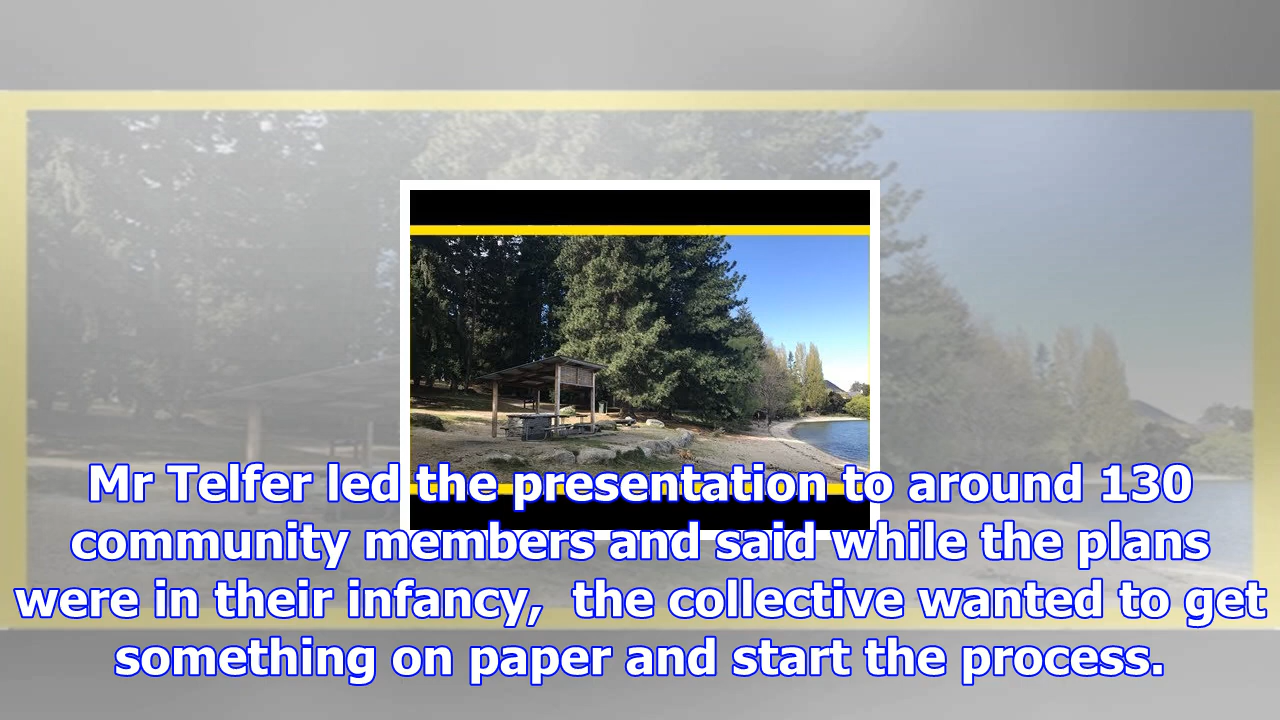 Mr Telfer led the presentation to around 130
community members and said while the plans
were in their infancy,  the collective wanted to get
something on paper and start the process.